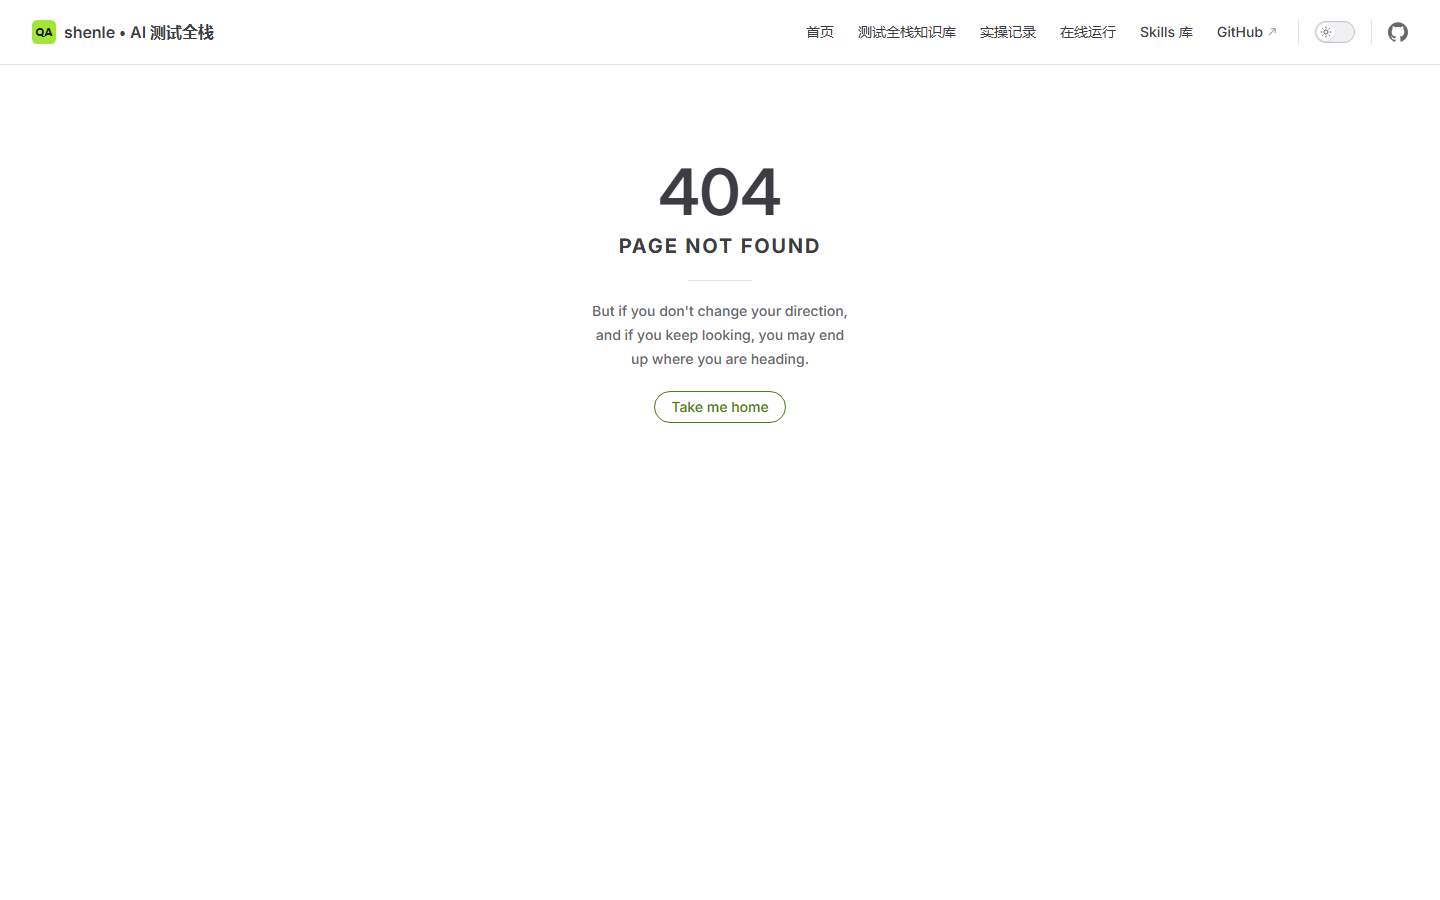 QA shenle • AI 测试全栈
首页 测试全栈知识库 实操记录 在线运行 Skills 库 GitHub
404
PAGE NOT FOUND
But if you don't change your direction,
and if you keep looking, you may end
up where you are heading.
Take me home